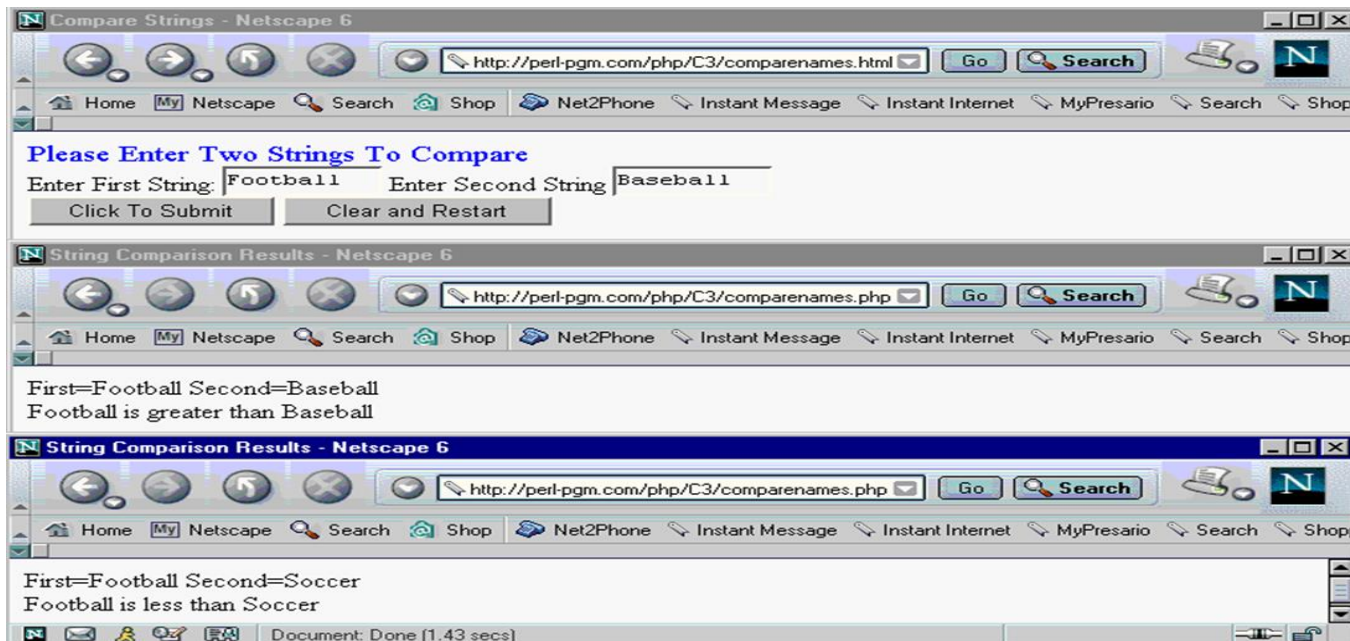 Compare Strings - Netscape 6
http://perl-pgm.com/php/C3/comparenames.html Go Search
Home My Netscape Search Shop Net2Phone Instant Message Instant Internet MyPresario Search Shop
Please Enter Two Strings To Compare
Enter First String: Football Enter Second String Baseball
Click To Submit Clear and Restart
String Comparison Results - Netscape 6
http://perl-pgm.com/php/C3/comparenames.php Go Search
Home My Netscape Search Shop Net2Phone Instant Message Instant Internet MyPresario Search Shop
First=Football Second=Baseball
Football is greater than Baseball
String Comparison Results - Netscape 6
http://perl-pgm.com/php/C3/comparenames.php Go Search
Home My Netscape Search Shop Net2Phone Instant Message Instant Internet MyPresario Search Shop
First=Football Second=Soccer
Football is less than Soccer
Document: Done (1.43 secs)